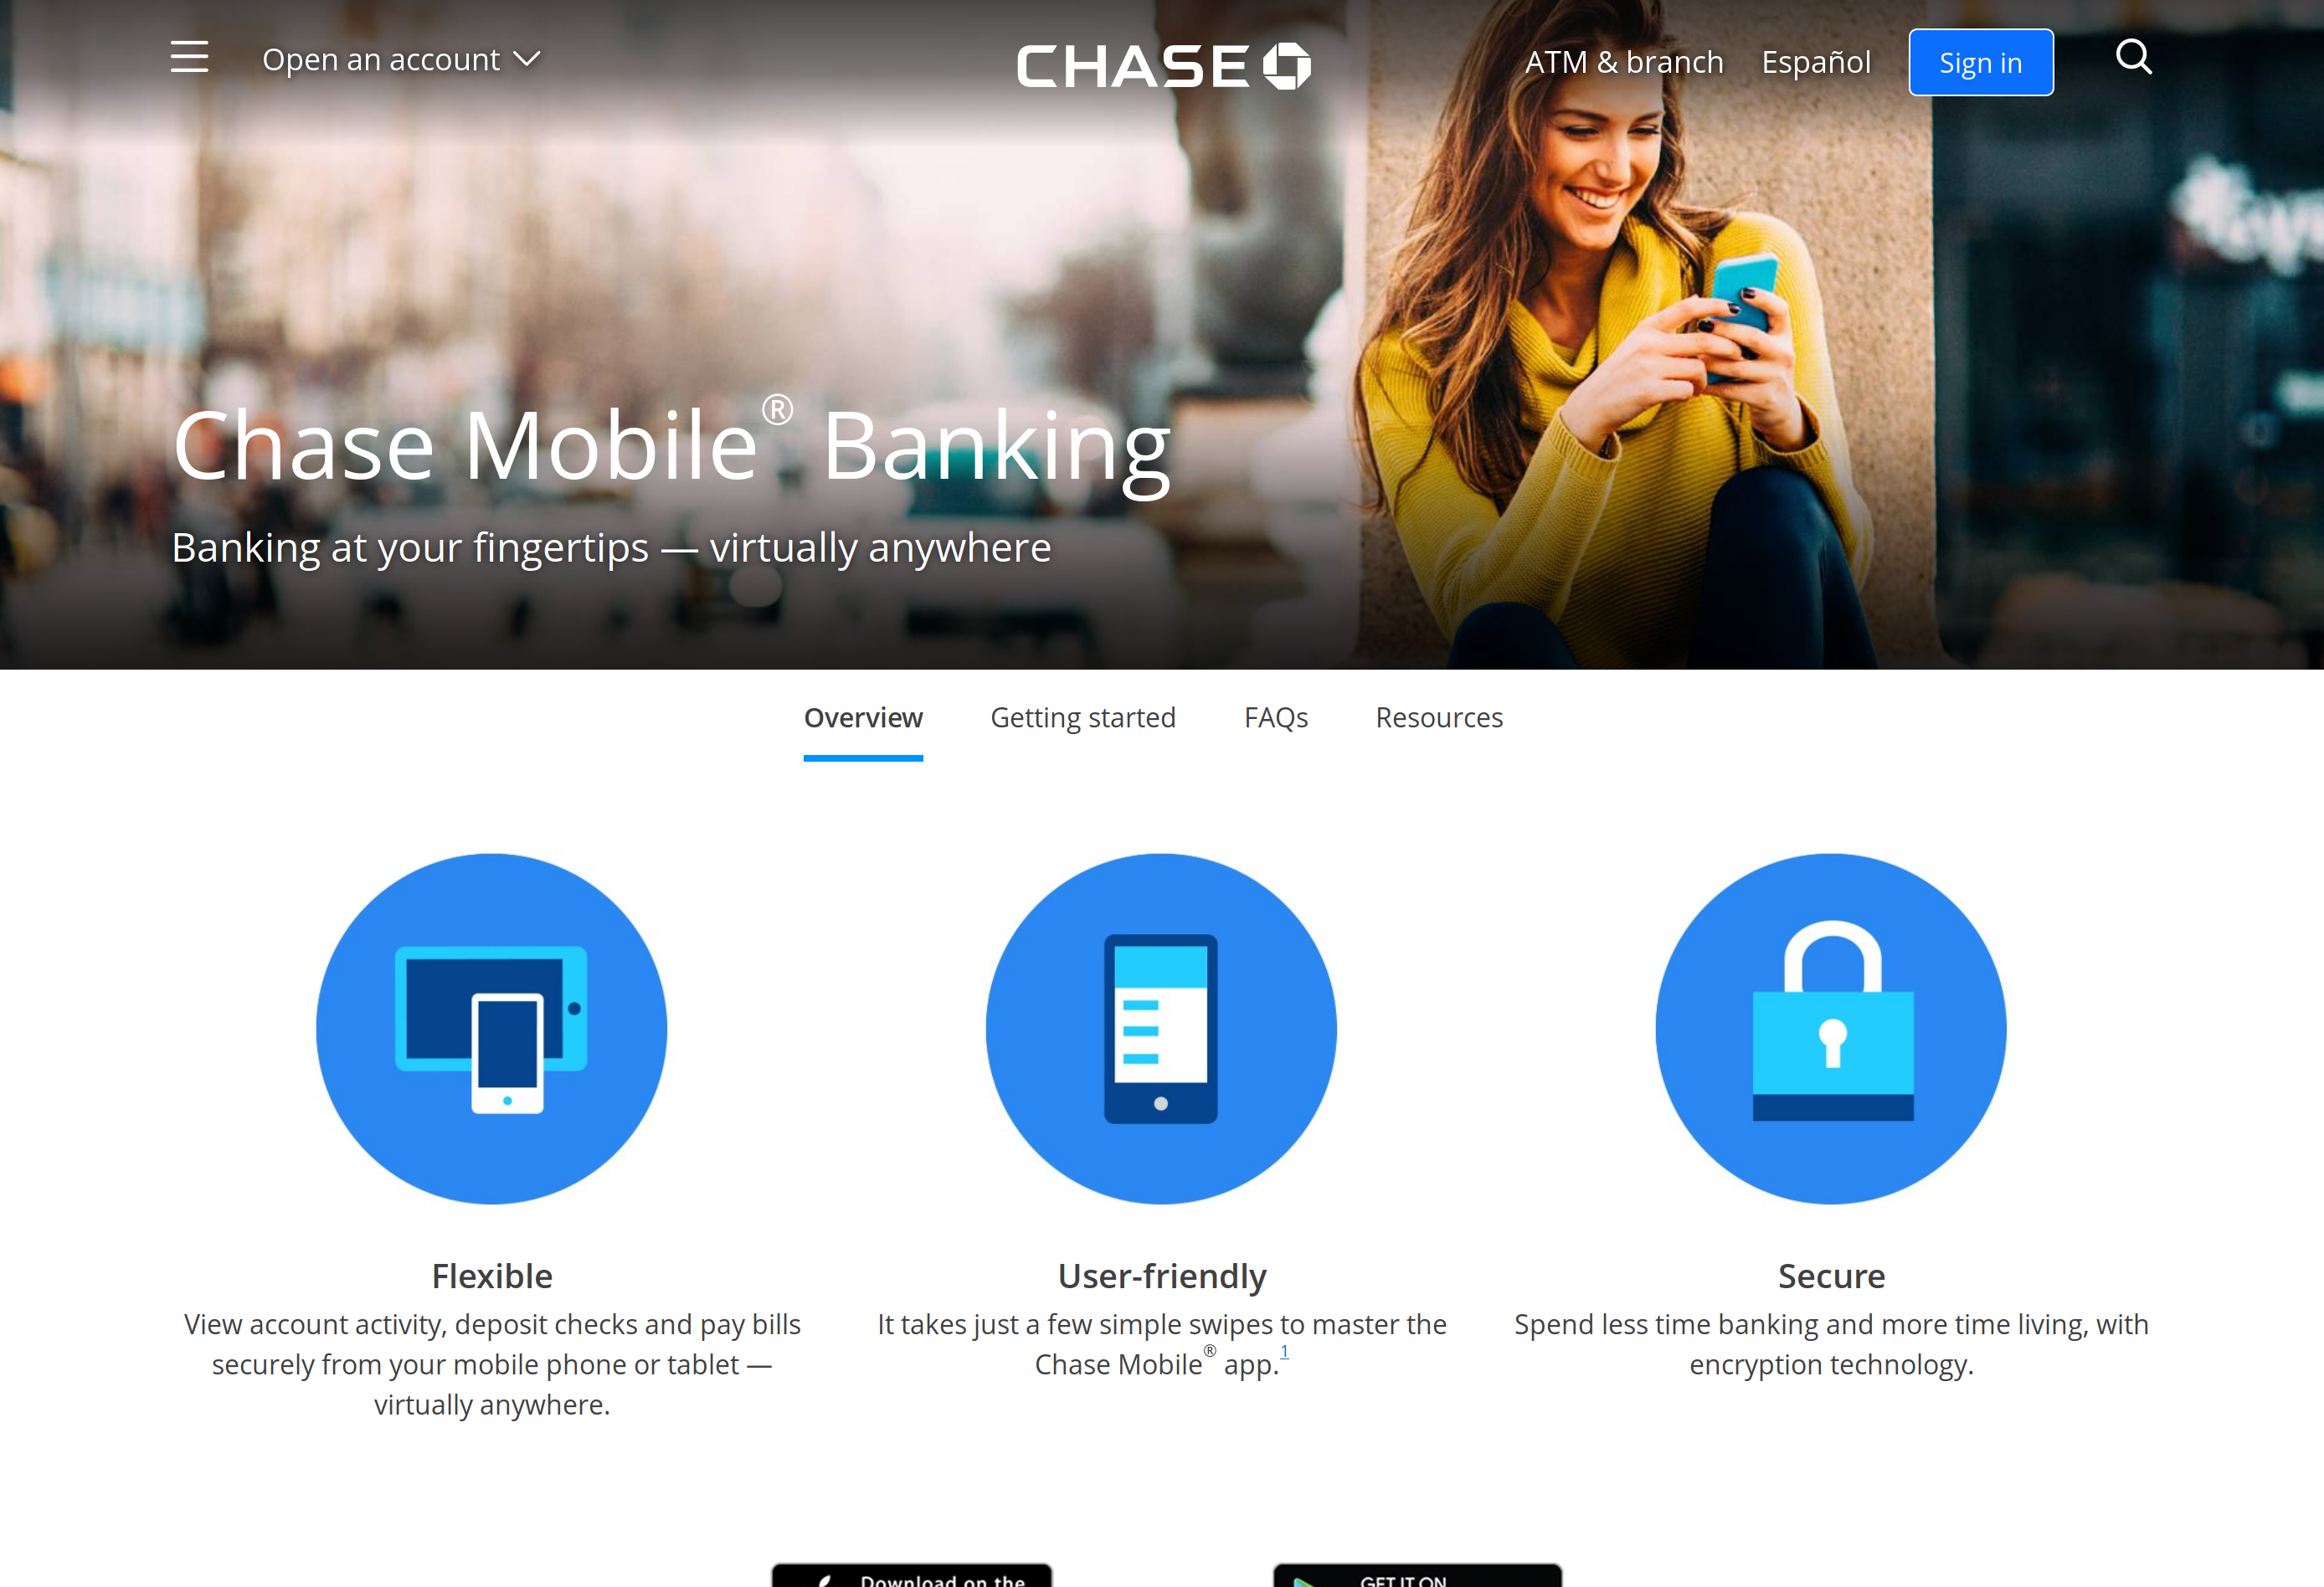 Open an account
CHASE
ATM & branch
Español
Sign in
Chase Mobile® Banking
Banking at your fingertips — virtually anywhere
Overview
Getting started
FAQs
Resources
Flexible
View account activity, deposit checks and pay bills
securely from your mobile phone or tablet —
virtually anywhere.
User-friendly
It takes just a few simple swipes to master the
Chase Mobile® app.1
Secure
Spend less time banking and more time living, with
encryption technology.
Download on the
GET IT ON